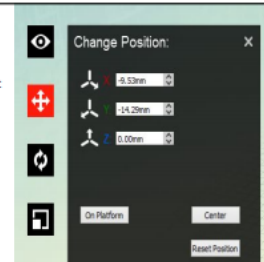 Change Position: X
X -9.53mm
Y -14.29mm
Z 0.00mm
On Platform Center
Reset Position